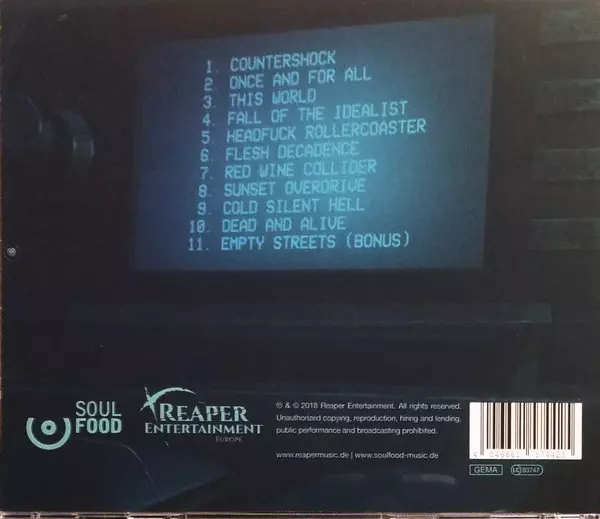 1. COUNTERSHOCK
2. ONCE AND FOR ALL
3. THIS WORLD
4. FALL OF THE IDEALIST
5. HEADFUCK ROLLERCOASTER
6. FLESH DECADENCE
7. RED WINE COLLIDER
8. SUNSET OVERDRIVE
9. COLD SILENT HELL
10. DEAD AND ALIVE
11. EMPTY STREETS (BONUS)
SOUL
FOOD
REAPER
ENTERTAINMENT
EUROPE
℗ & © 2018 Reaper Entertainment. All rights reserved.
Unauthorized copying, reproduction, hiring and lending,
public performance and broadcasting prohibited.
www.reapermusic.de | www.soulfood-music.de
GEMA
LC 83747